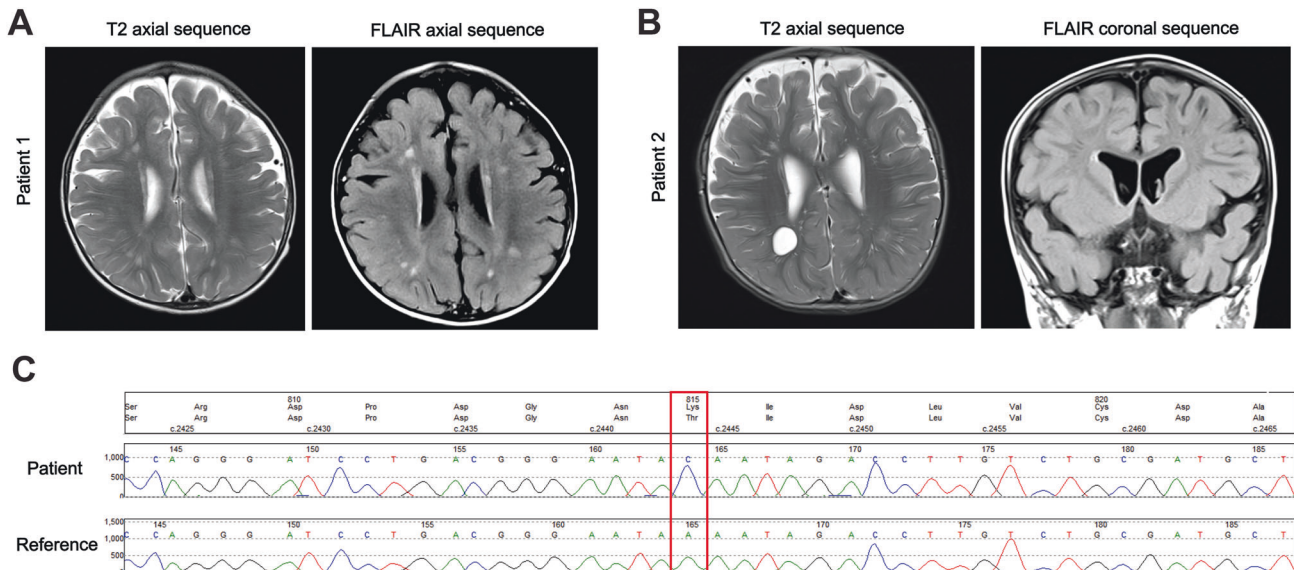 A
T2 axial sequence
FLAIR axial sequence
Patient 1
B
T2 axial sequence
FLAIR coronal sequence
Patient 2
C
810 815 820
Ser Arg Asp Pro Asp Gly Asn Lys Ile Asp Leu Val Cys Asp Ala
Ser Arg Asp Pro Asp Gly Asn Thr Ile Asp Leu Val Cys Asp Ala
c.2425 c.2430 c.2435 c.2440 c.2445 c.2450 c.2455 c.2460 c.2465
Patient
145 150 155 160 165 170 175 180 185
1,000
C C A G G G A T C C T G A C G G G A A T A C A A T A G A C C T T G T C T G C G A T G C T
500
0
Reference
1,500
145 150 155 160 165 170 175 180 185
C C A G G G A T C C T G A C G G G A A T A A A A T A G A C C T T G T C T G C G A T G C T
1,000
500